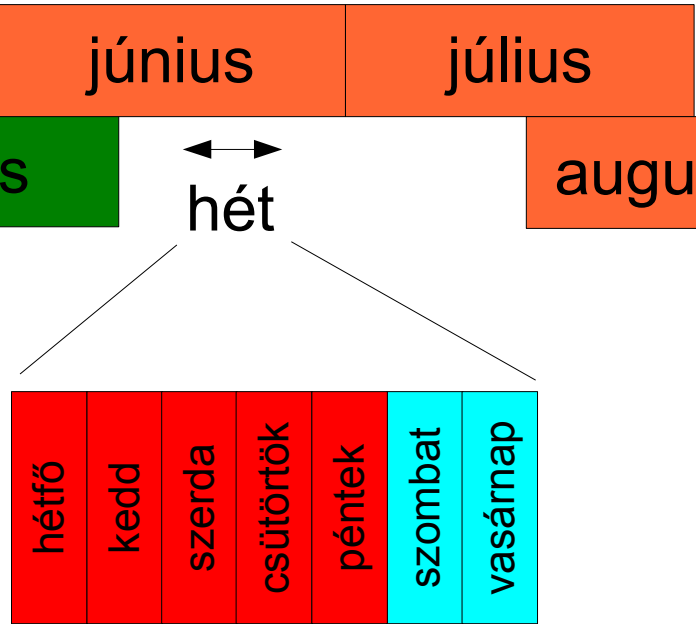 június július
s augu
hét
hétfő kedd szerda csütörtök péntek szombat vasárnap